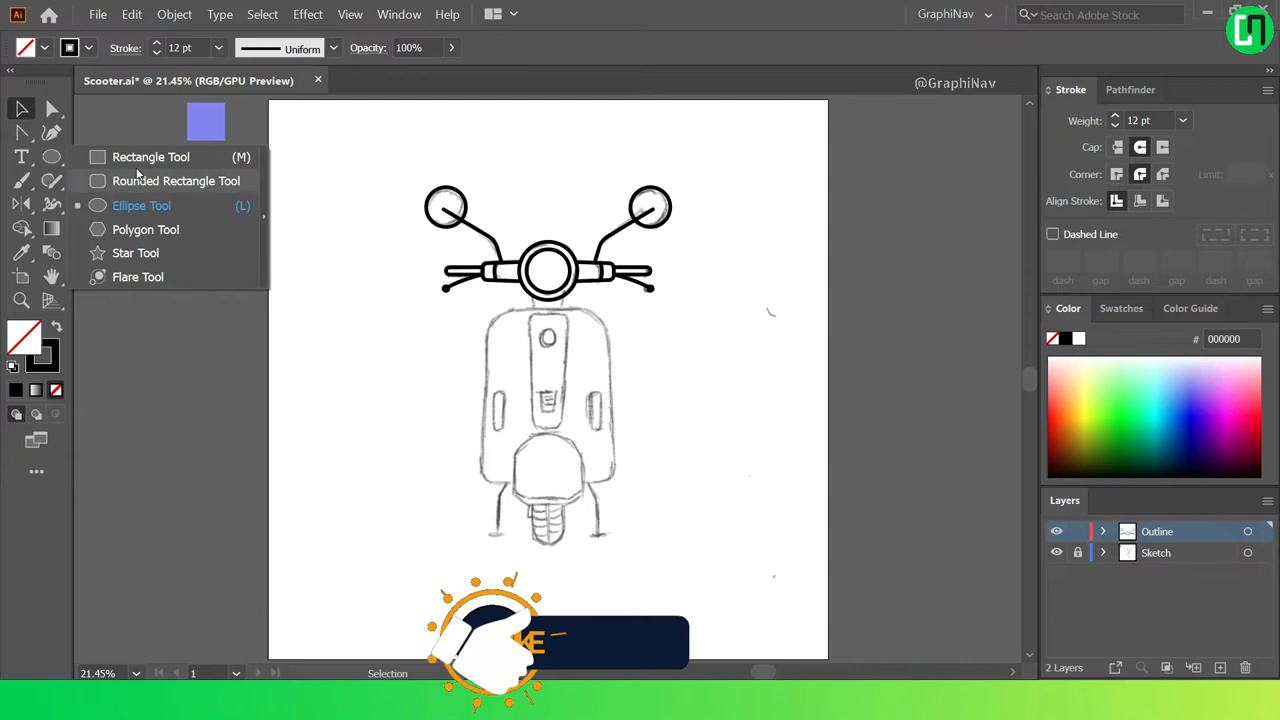 Ai File Edit Object Type Select Effect View Window Help GraphiNav Search Adobe Stock
Stroke: 12 pt Uniform Opacity: 100%
Scooter.ai* @ 21.45% (RGB/GPU Preview) ×
@GraphiNav
Rectangle Tool (M)
Rounded Rectangle Tool
Ellipse Tool (L)
Polygon Tool
Star Tool
Flare Tool
Stroke Pathfinder
Weight: 12 pt
Cap:
Corner: Limit:
Align Stroke:
Dashed Line
dash gap dash gap dash gap
Color Swatches Color Guide
# 000000
Layers
Outline
Sketch
2 Layers
21.45% 1 Selection